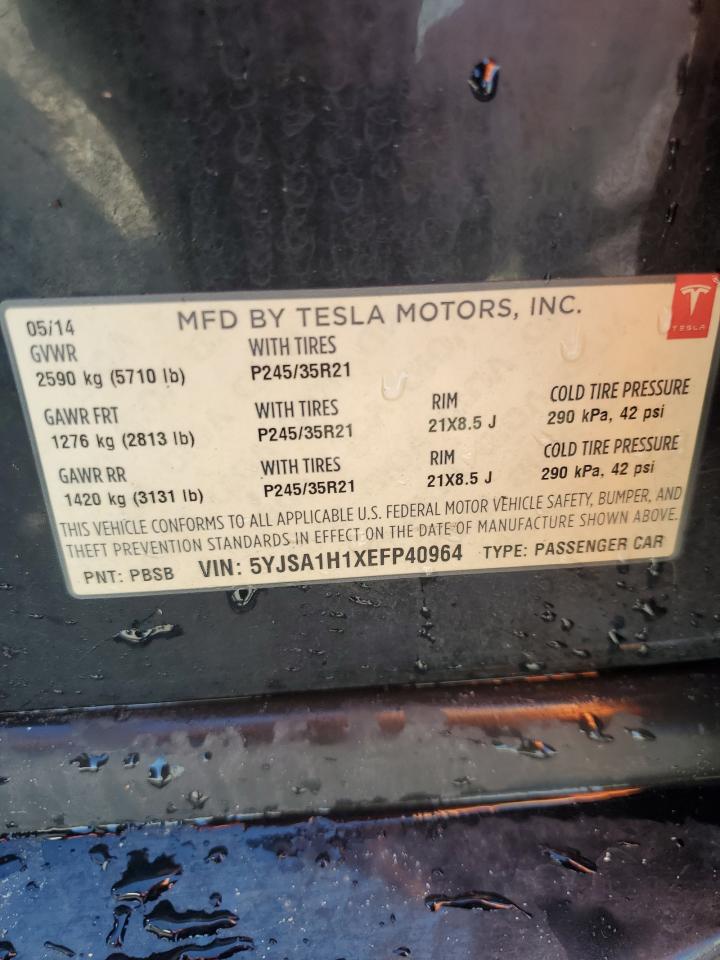 05/14 MFD BY TESLA MOTORS, INC.
TESLA
GVWR WITH TIRES
2590 kg (5710 lb) P245/35R21
GAWR FRT WITH TIRES RIM COLD TIRE PRESSURE
1276 kg (2813 lb) P245/35R21 21X8.5 J 290 kPa, 42 psi
GAWR RR WITH TIRES RIM COLD TIRE PRESSURE
1420 kg (3131 lb) P245/35R21 21X8.5 J 290 kPa, 42 psi
THIS VEHICLE CONFORMS TO ALL APPLICABLE U.S. FEDERAL MOTOR VEHICLE SAFETY, BUMPER, AND
THEFT PREVENTION STANDARDS IN EFFECT ON THE DATE OF MANUFACTURE SHOWN ABOVE.
PNT: PBSB VIN: 5YJSA1H1XEFP40964 TYPE: PASSENGER CAR